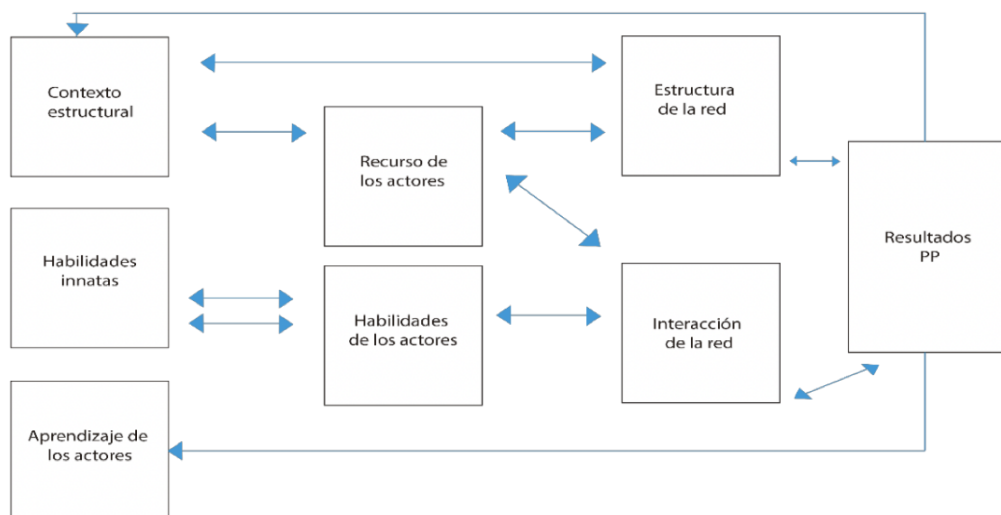 Contexto
estructural
Estructura
de la red
Recurso de
los actores
Resultados
PP
Habilidades
innatas
Habilidades
de los actores
Interacción
de la red
Aprendizaje de
los actores